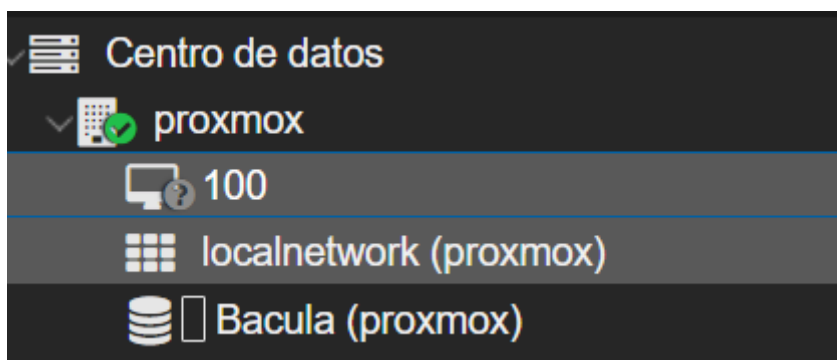 Centro de datos
proxmox
100
localnetwork (proxmox)
Bacula (proxmox)